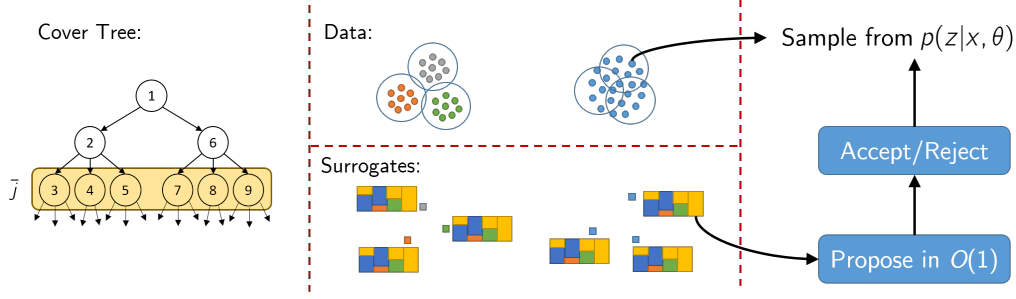 Cover Tree:
1
2 6
3 4 5 7 8 9
j̄
Data:
Surrogates:
Sample from p(z|x, θ)
Accept/Reject
Propose in O(1)